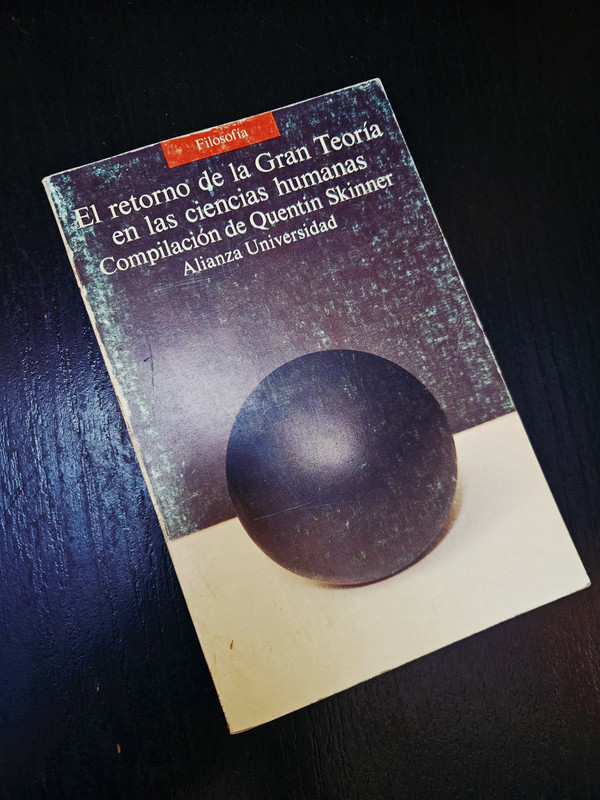 Filosofía
El retorno de la Gran Teoría
en las ciencias humanas
Compilación de Quentin Skinner
Alianza Universidad